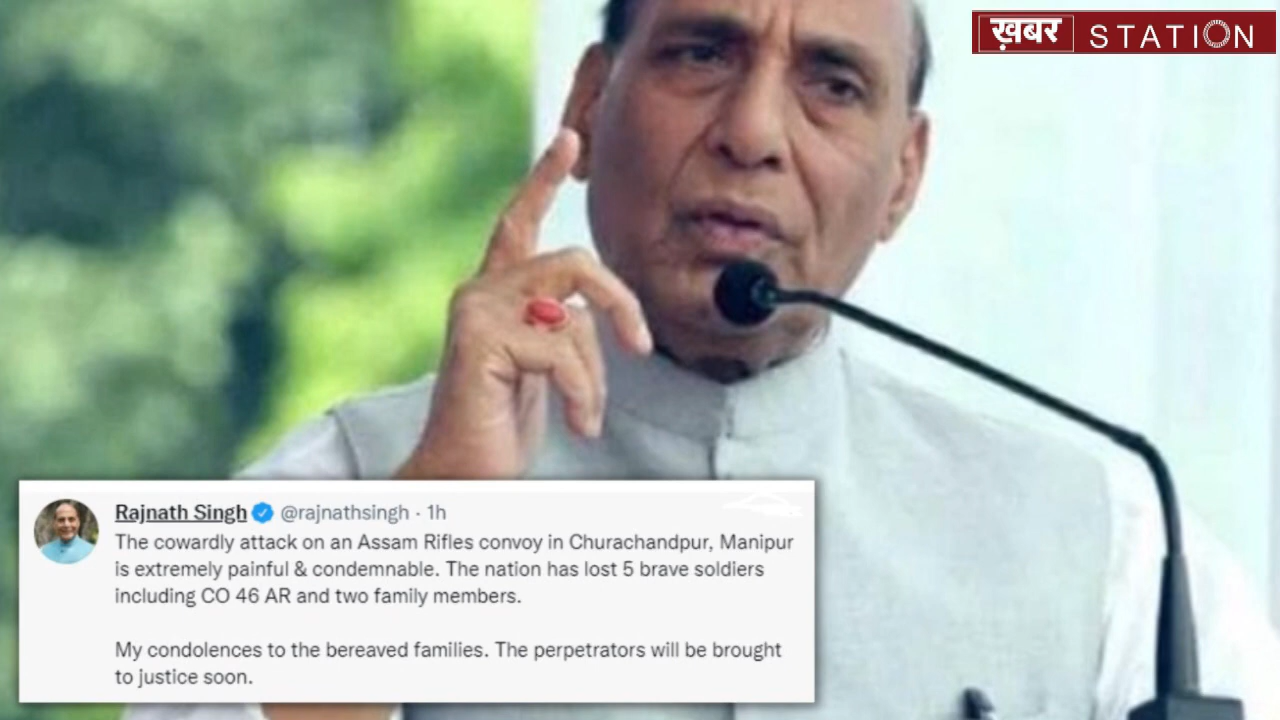 ख़बर STATION
Rajnath Singh @rajnathsingh · 1h
The cowardly attack on an Assam Rifles convoy in Churachandpur, Manipur
is extremely painful & condemnable. The nation has lost 5 brave soldiers
including CO 46 AR and two family members.
My condolences to the bereaved families. The perpetrators will be brought
to justice soon.